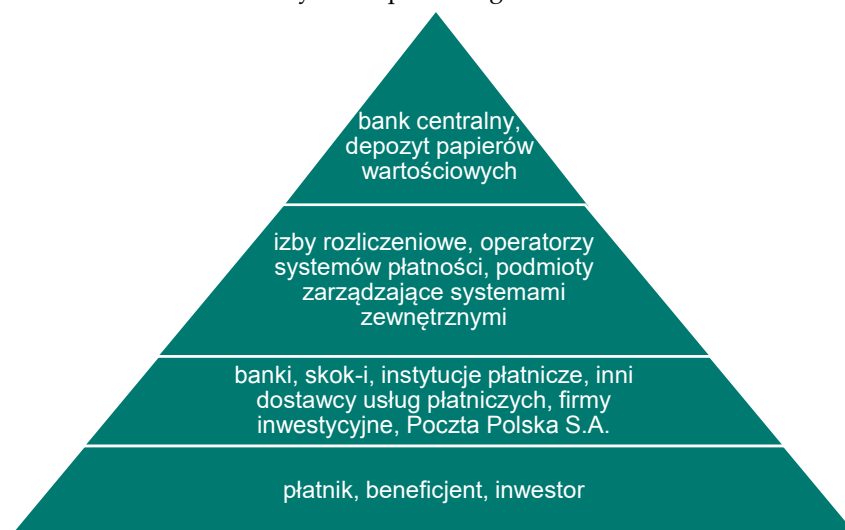 bank centralny,
depozyt papierów
wartościowych
izby rozliczeniowe, operatorzy
systemów płatności, podmioty
zarządzające systemami
zewnętrznymi
banki, skok-i, instytucje płatnicze, inni
dostawcy usług płatniczych, firmy
inwestycyjne, Poczta Polska S.A.
płatnik, beneficjent, inwestor